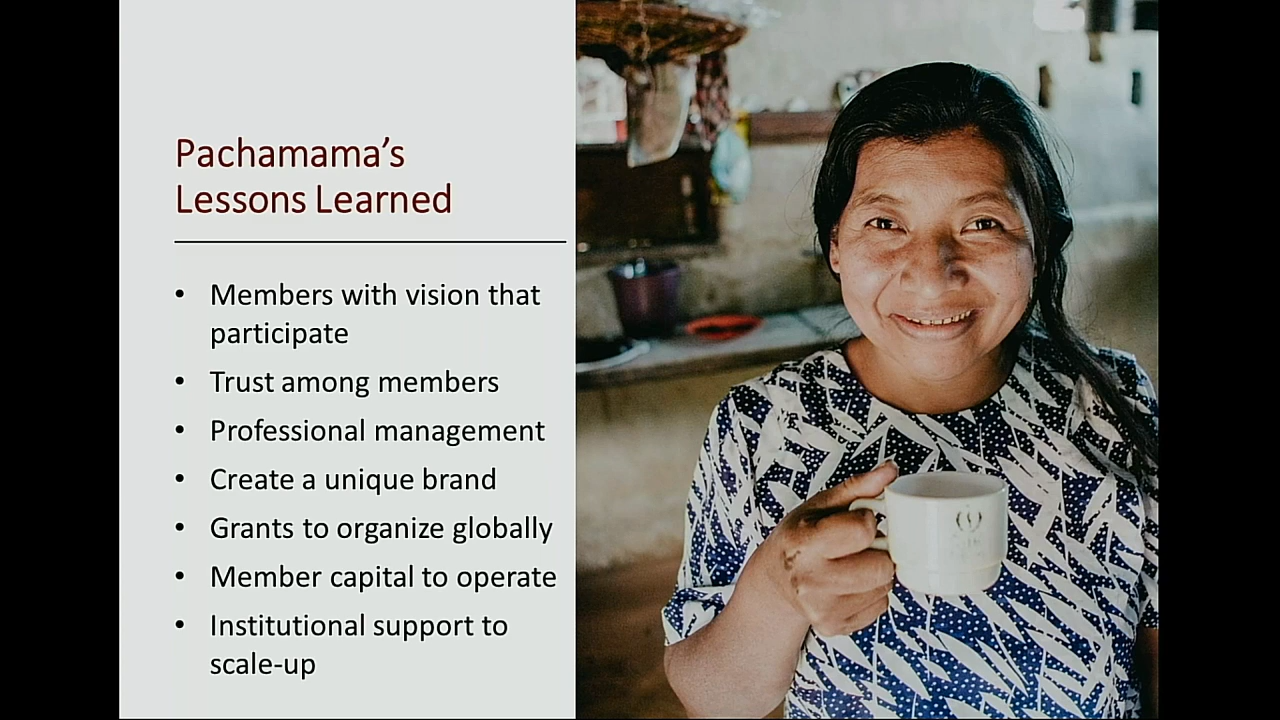 Pachamama's
Lessons Learned
• Members with vision that
participate
• Trust among members
• Professional management
• Create a unique brand
• Grants to organize globally
• Member capital to operate
• Institutional support to
scale-up